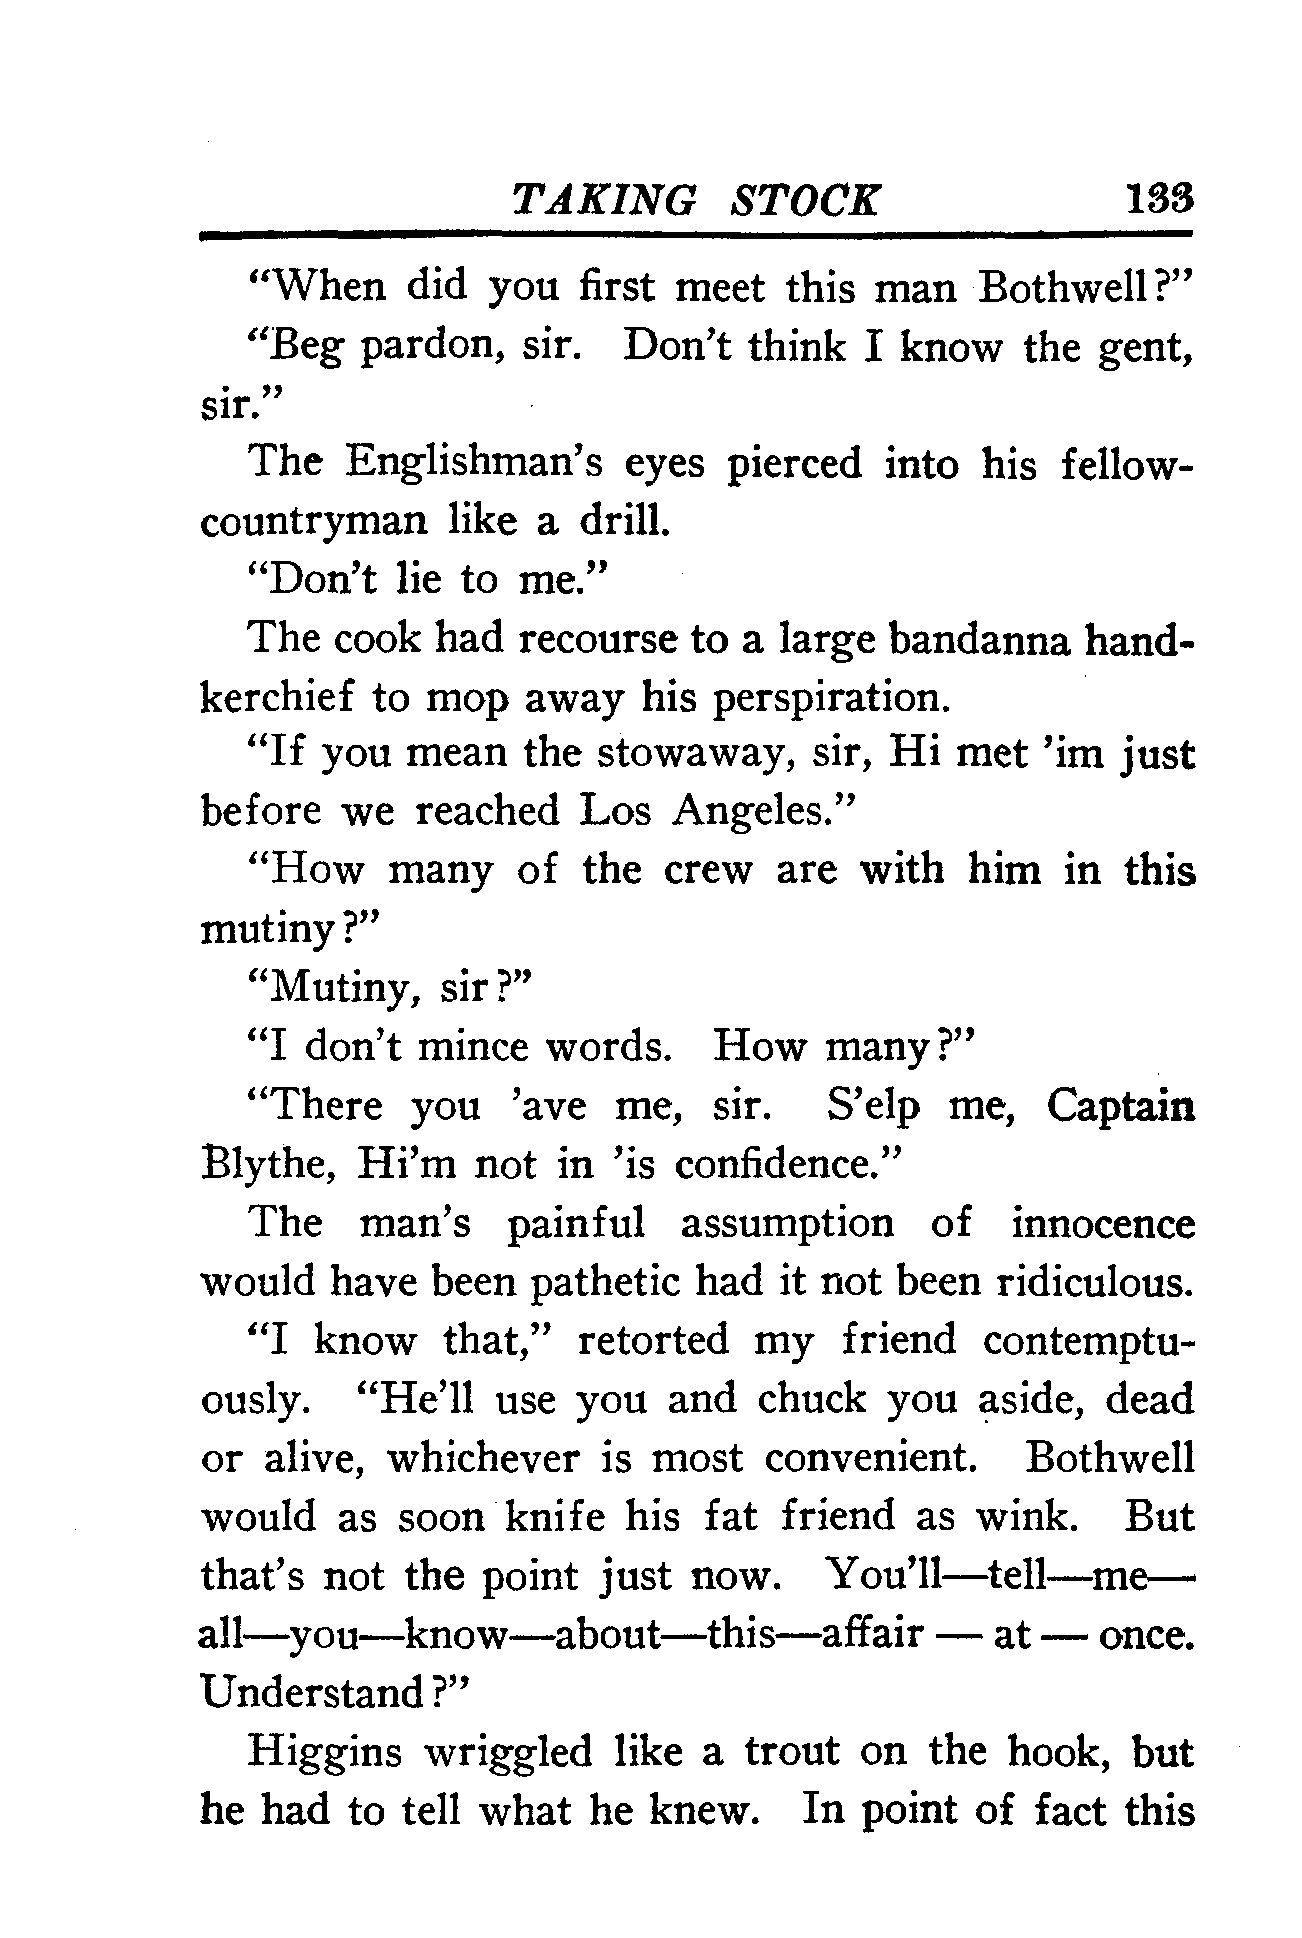 TAKING STOCK 133
“When did you first meet this man Bothwell?”
“Beg pardon, sir. Don’t think I know the gent,
sir.”
The Englishman’s eyes pierced into his fellow-
countryman like a drill.
“Don’t lie to me.”
The cook had recourse to a large bandanna hand-
kerchief to mop away his perspiration.
“If you mean the stowaway, sir, Hi met ’im just
before we reached Los Angeles.”
“How many of the crew are with him in this
mutiny?”
“Mutiny, sir?”
“I don’t mince words. How many?”
“There you ’ave me, sir. S’elp me, Captain
Blythe, Hi’m not in ’is confidence.”
The man’s painful assumption of innocence
would have been pathetic had it not been ridiculous.
“I know that,” retorted my friend contemptu-
ously. “He’ll use you and chuck you aside, dead
or alive, whichever is most convenient. Bothwell
would as soon knife his fat friend as wink. But
that’s not the point just now. You’ll—tell—me—
all—you—know—about—this—affair — at — once.
Understand?”
Higgins wriggled like a trout on the hook, but
he had to tell what he knew. In point of fact this